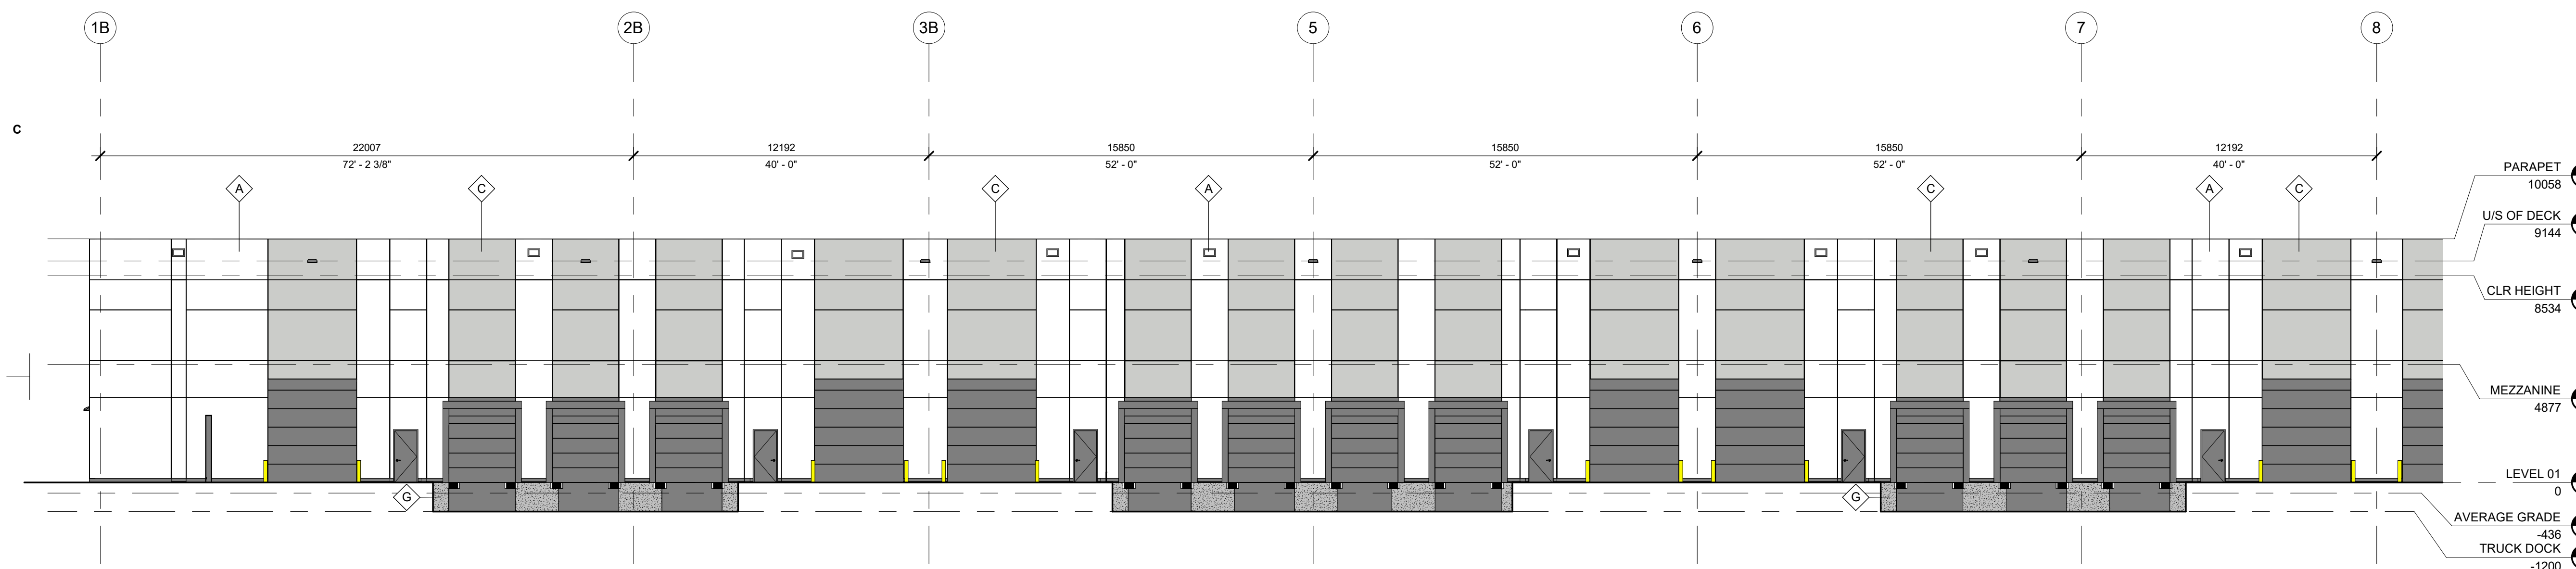 1B
2B
3B
5
6
7
8
C
22007
72' - 2 3/8"
12192
40' - 0"
15850
52' - 0"
15850
52' - 0"
15850
52' - 0"
12192
40' - 0"
A
C
C
A
C
A
C
PARAPET
10058
U/S OF DECK
9144
CLR HEIGHT
8534
MEZZANINE
4877
LEVEL 01
0
G
G
AVERAGE GRADE
-436
TRUCK DOCK
-1200